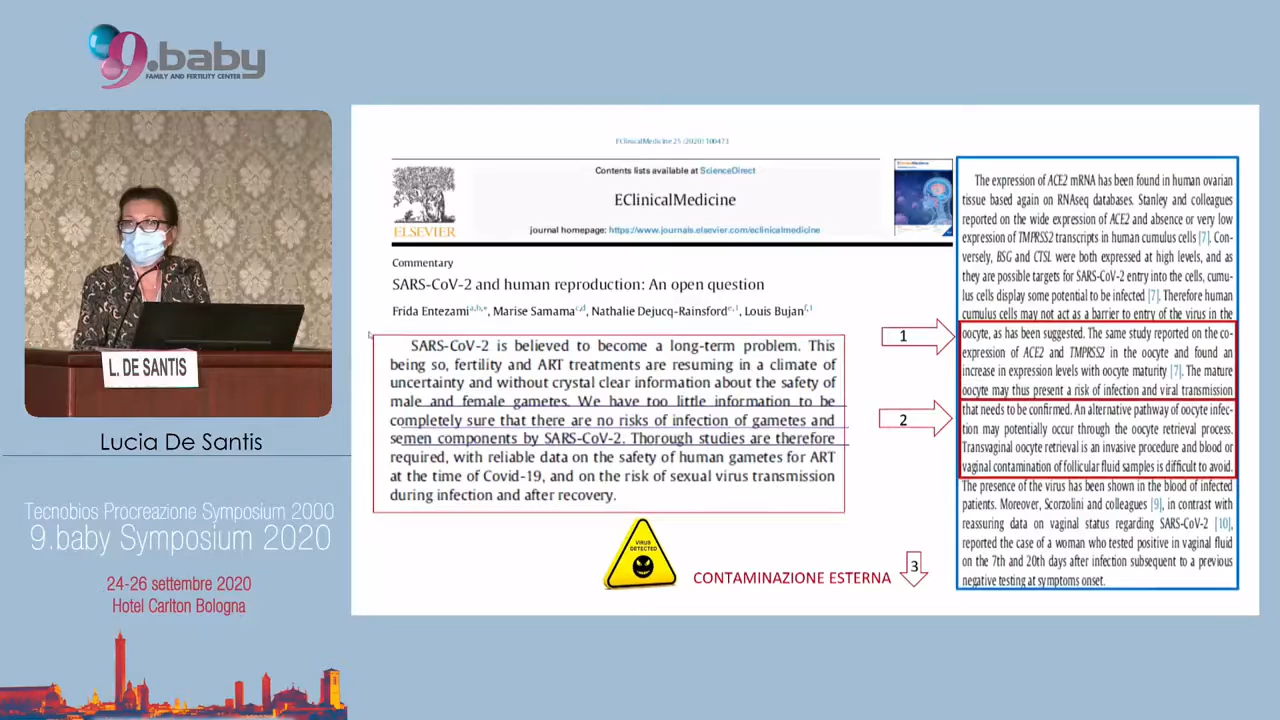 9.baby
FAMILY AND FERTILITY CENTER
L. DE SANTIS
Lucia De Santis
Tecnobios Procreazione Symposium 2000
9.baby Symposium 2020
24-26 settembre 2020
Hotel Carlton Bologna
EClinicalMedicine 25 (2020) 100473
Contents lists available at ScienceDirect
EClinicalMedicine
journal homepage: https://www.journals.elsevier.com/eclinicalmedicine
ELSEVIER
Commentary
SARS-CoV-2 and human reproduction: An open question
Frida Entezami a,b,*, Marise Samama c,d, Nathalie Dejucq-Rainsford e,1, Louis Bujan f,1
SARS-CoV-2 is believed to become a long-term problem. This
being so, fertility and ART treatments are resuming in a climate of
uncertainty and without crystal clear information about the safety of
male and female gametes. We have too little information to be
completely sure that there are no risks of infection of gametes and
semen components by SARS-CoV-2. Thorough studies are therefore
required, with reliable data on the safety of human gametes for ART
at the time of Covid-19, and on the risk of sexual virus transmission
during infection and after recovery.
VIRUS
DETECTED
CONTAMINAZIONE ESTERNA
3
1
2
The expression of ACE2 mRNA has been found in human ovarian
tissue based again on RNAseq databases. Stanley and colleagues
reported on the wide expression of ACE2 and absence or very low
expression of TMPRSS2 transcripts in human cumulus cells [7]. Con-
versely, BSG and CTSL were both expressed at high levels, and as
they are possible targets for SARS-CoV-2 entry into the cells, cumu-
lus cells display some potential to be infected [7]. Therefore human
cumulus cells may not act as a barrier to entry of the virus in the
oocyte, as has been suggested. The same study reported on the co-
expression of ACE2 and TMPRSS2 in the oocyte and found an
increase in expression levels with oocyte maturity [7]. The mature
oocyte may thus present a risk of infection and viral transmission
that needs to be confirmed. An alternative pathway of oocyte infec-
tion may potentially occur through the oocyte retrieval process.
Transvaginal oocyte retrieval is an invasive procedure and blood or
vaginal contamination of follicular fluid samples is difficult to avoid.
The presence of the virus has been shown in the blood of infected
patients. Moreover, Scorzolini and colleagues [9], in contrast with
reassuring data on vaginal status regarding SARS-CoV-2 [10],
reported the case of a woman who tested positive in vaginal fluid
on the 7th and 20th days after infection subsequent to a previous
negative testing at symptoms onset.